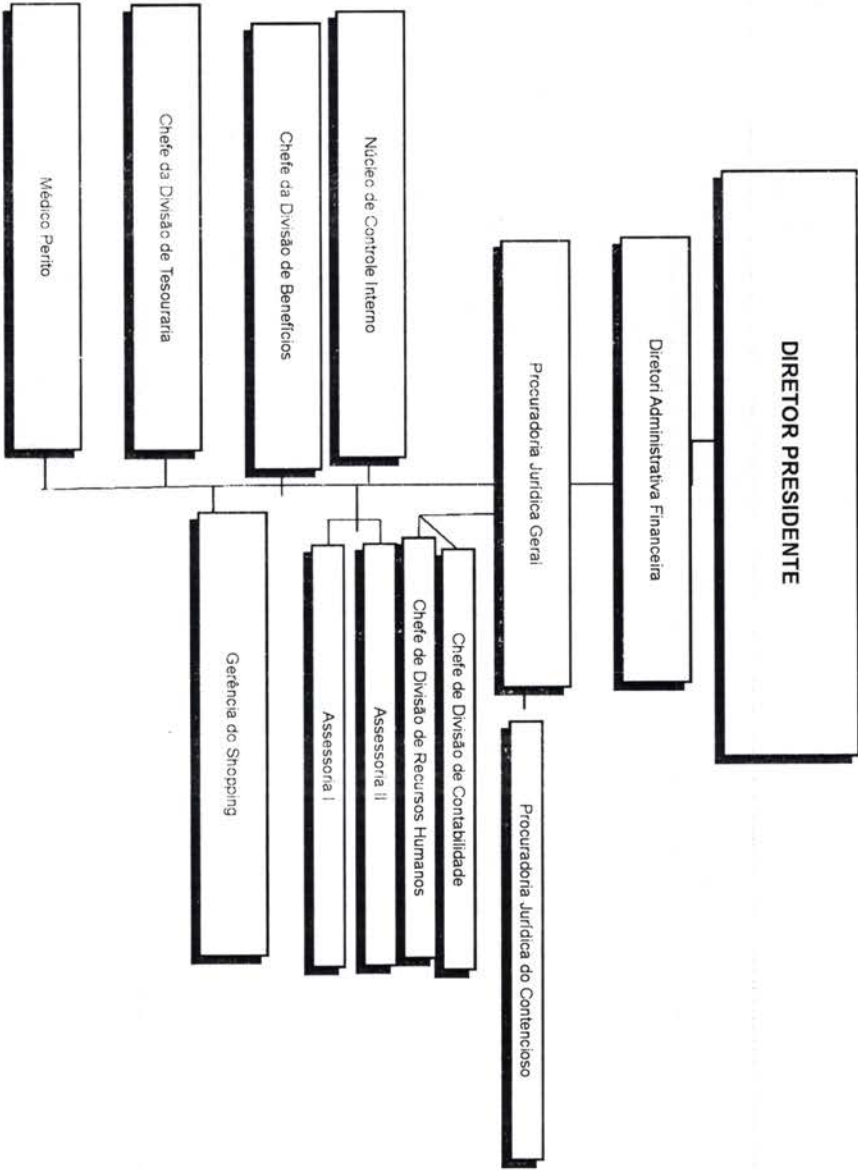 DIRETOR PRESIDENTE
Diretori Administrativa Financeira
Procuradoria Jurídica Geral
Procuradoria Jurídica do Contencioso
Chefe de Divisão de Contabilidade
Chefe de Divisão de Recursos Humanos
Núcleo de Controle Interno
Assessoria II
Assessoria I
Chefe da Divisão de Benefícios
Gerência do Shopping
Chefe da Divisão de Tesouraria
Médico Perito